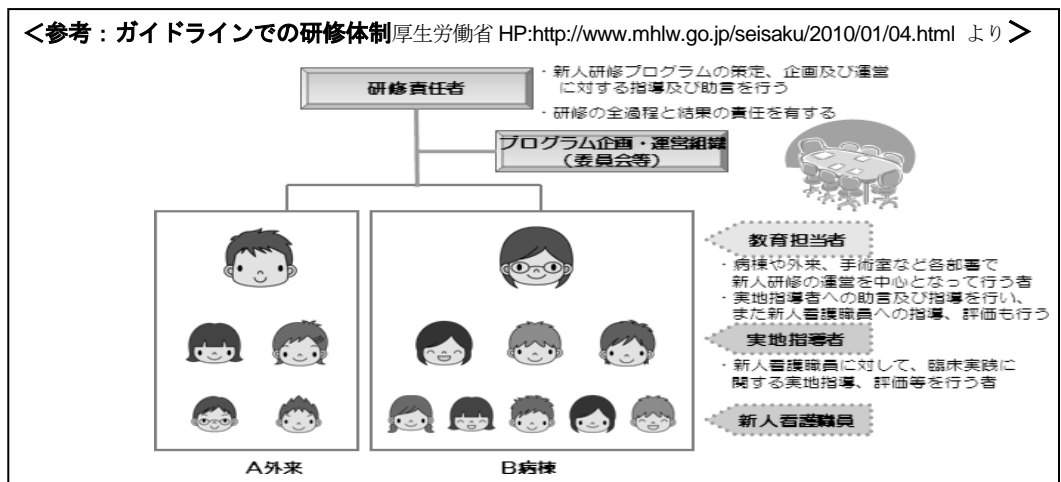 ＜参考：ガイドラインでの研修体制厚生労働省 HP:http://www.mhlw.go.jp/seisaku/2010/01/04.html より＞
研修責任者
・新人研修プログラムの策定、企画及び運営
に対する指導及び助言を行う
・研修の全過程と結果の責任を有する
プログラム企画・運営組織
（委員会等）
教育担当者
・病棟や外来、手術室など各部署で
新人研修の運営を中心となって行う者
・実地指導者への助言及び指導を行い、
また新人看護職員への指導、評価も行う
実地指導者
・新人看護職員に対して、臨床実践に
関する実地指導、評価等を行う者
新人看護職員
A外来
B病棟